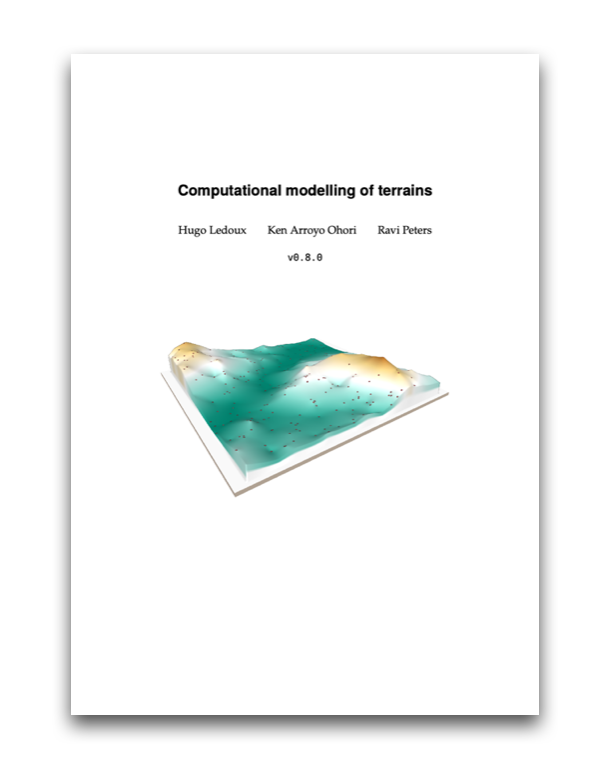 Computational modelling of terrains
Hugo Ledoux Ken Arroyo Ohori Ravi Peters
v0.8.0